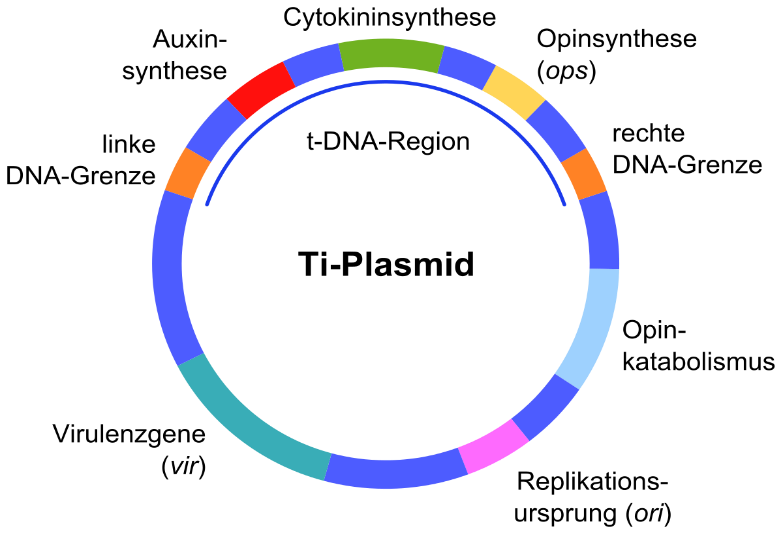 Cytokininsynthese
Auxin-
synthese
Opinsynthese
(ops)
linke
DNA-Grenze
t-DNA-Region
rechte
DNA-Grenze
Ti-Plasmid
Opin-
katabolismus
Virulenzgene
(vir)
Replikations-
ursprung (ori)